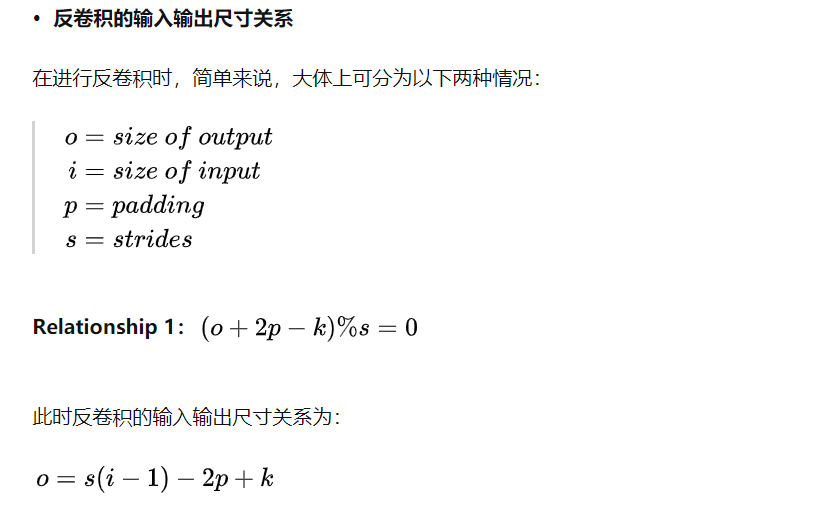 • 反卷积的输入输出尺寸关系
在进行反卷积时，简单来说，大体上可分为以下两种情况：
o = size of output
i = size of input
p = padding
s = strides
Relationship 1： (o + 2p − k)%s = 0
此时反卷积的输入输出尺寸关系为：
o = s(i − 1) − 2p + k